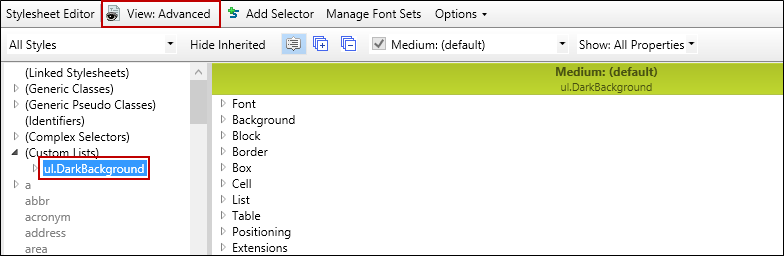 Stylesheet Editor View: Advanced Add Selector Manage Font Sets Options
All Styles Hide Inherited Medium: (default) Show: All Properties
(Linked Stylesheets)
(Generic Classes)
(Generic Pseudo Classes)
(Identifiers)
(Complex Selectors)
(Custom Lists)
ul.DarkBackground
a
abbr
acronym
address
area
Medium: (default)
ul.DarkBackground
Font
Background
Block
Border
Box
Cell
List
Table
Positioning
Extensions